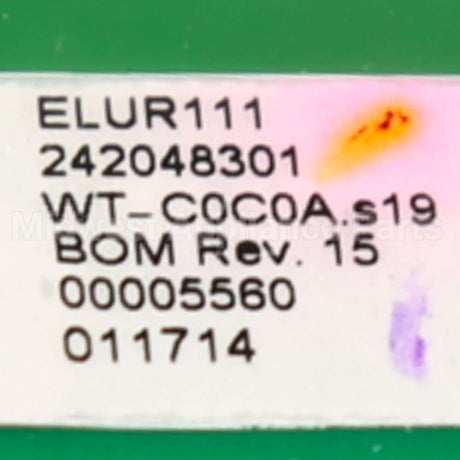 ELUR111
242048301
WT-C0C0A.s19
BOM Rev. 15
00005560
011714